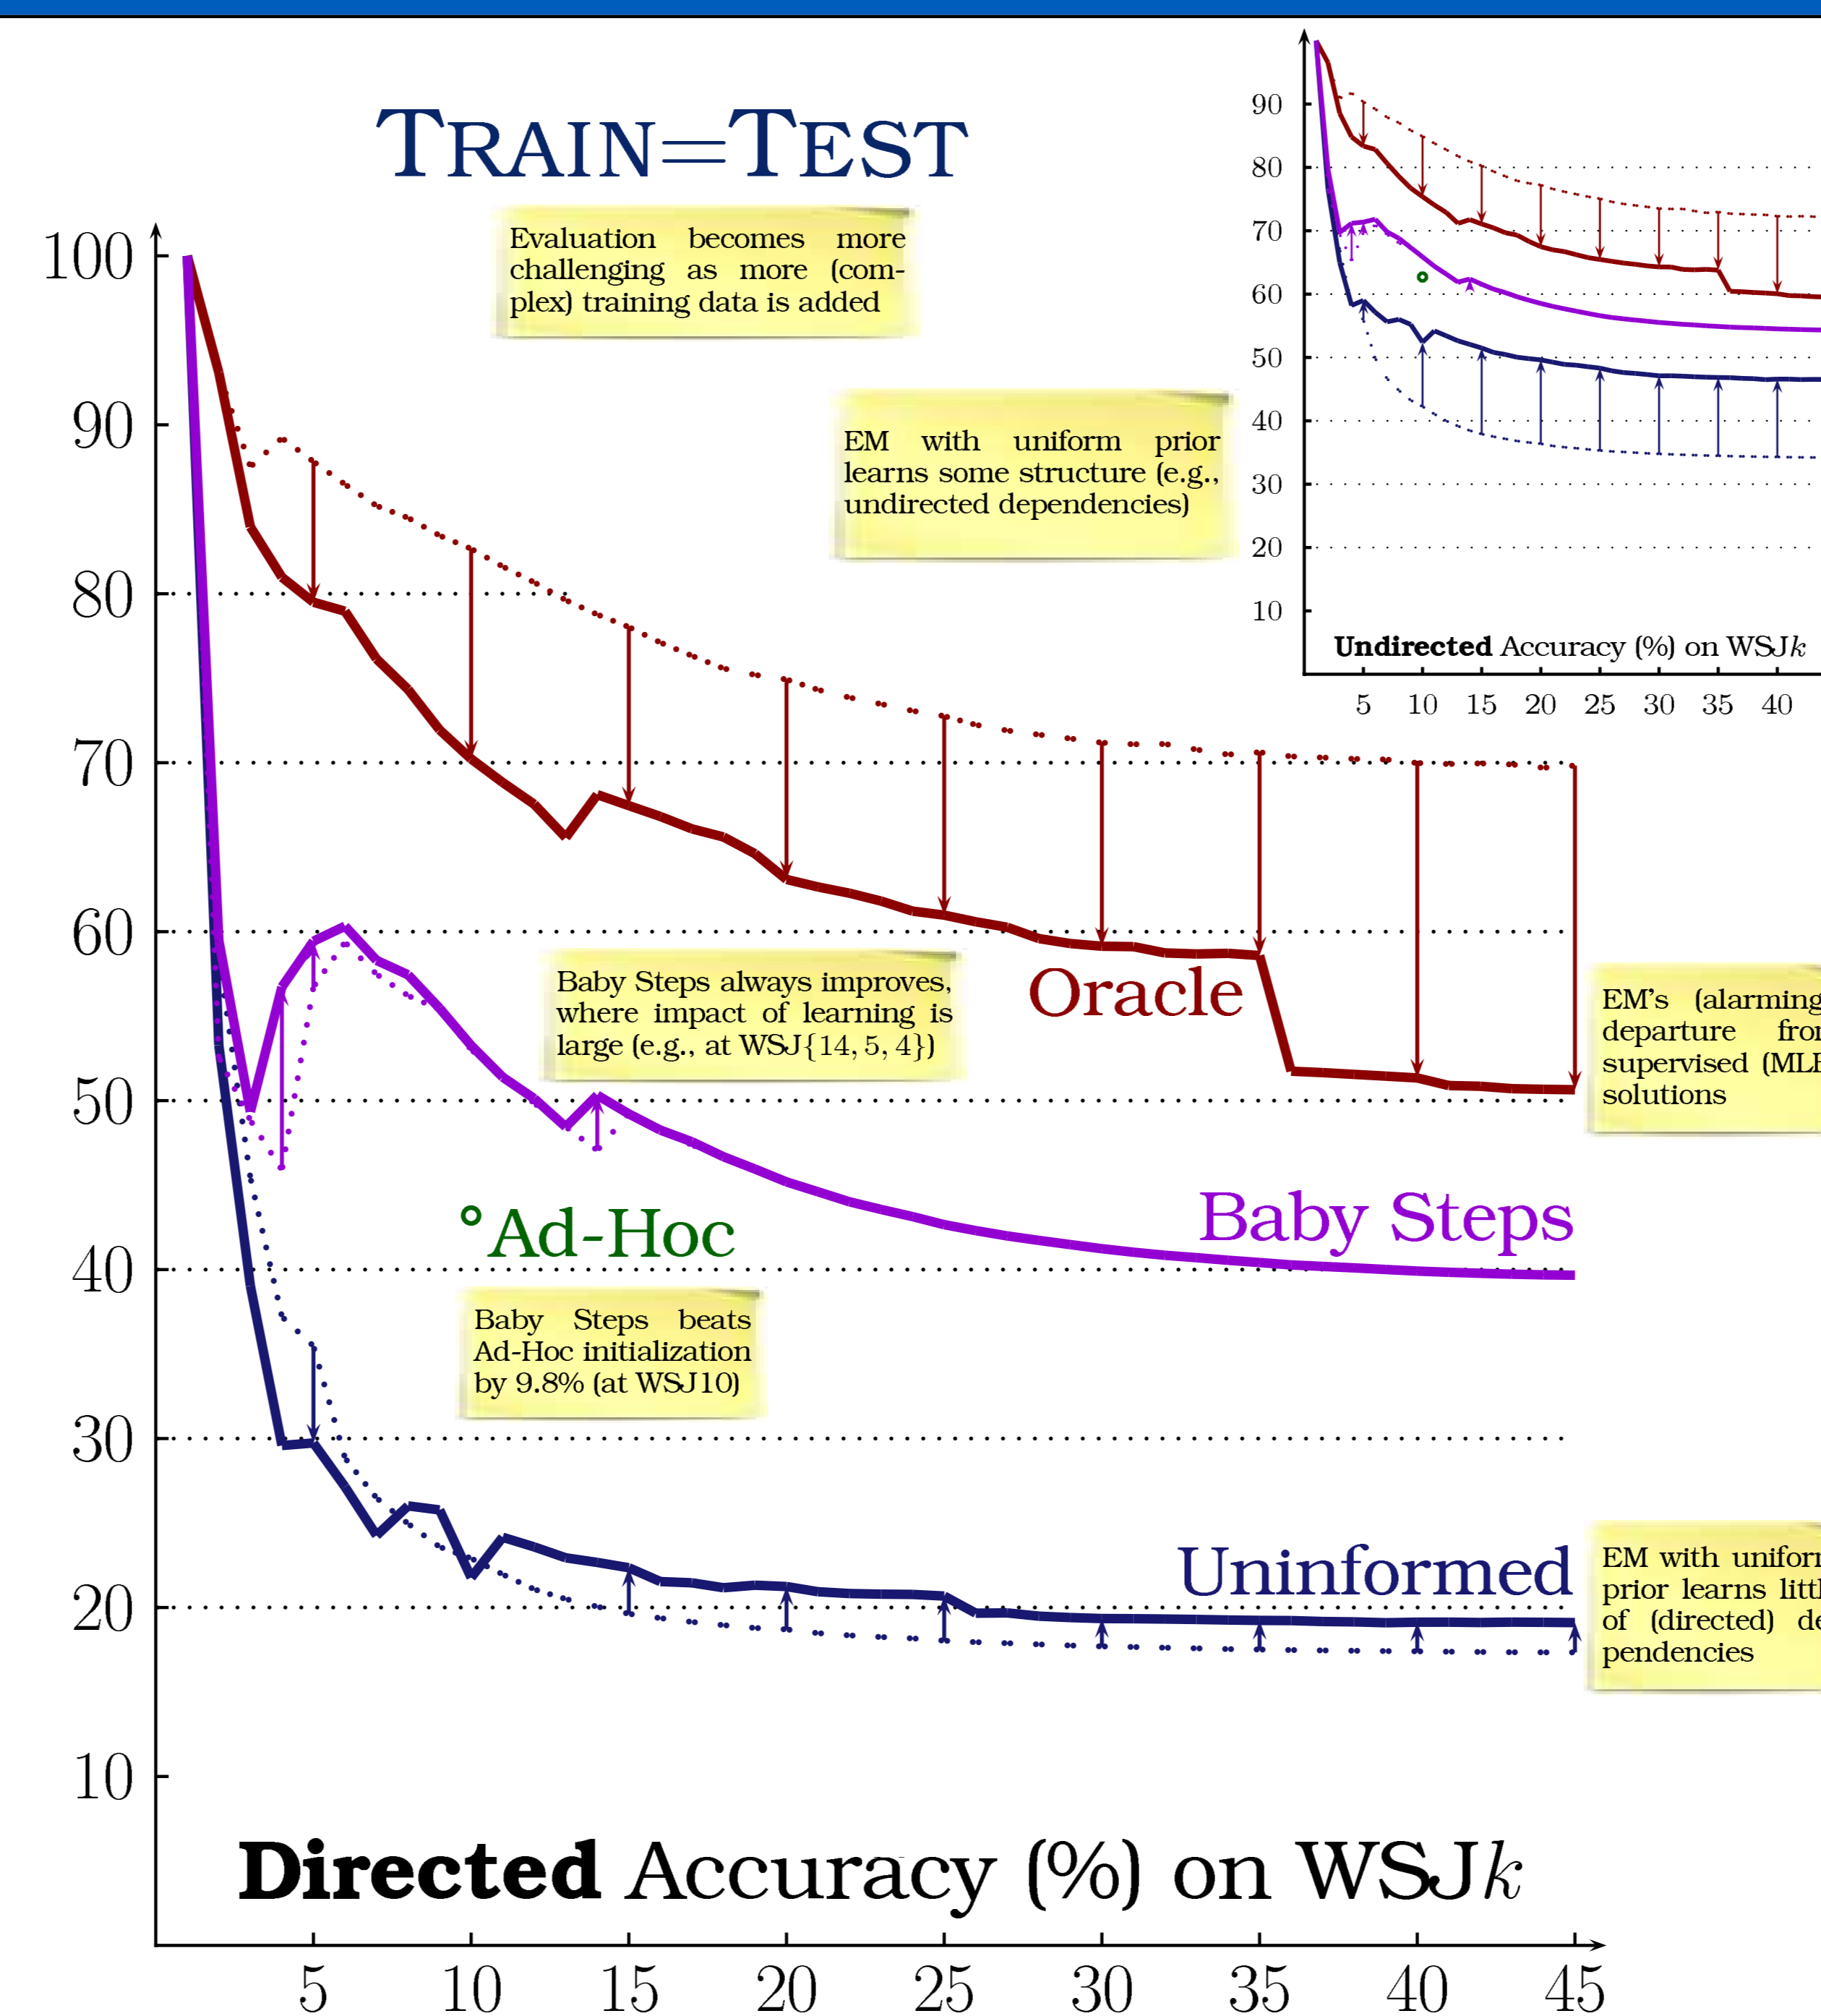 TRAIN=TEST
Evaluation becomes more
challenging as more (com-
plex) training data is added
EM with uniform prior
learns some structure (e.g.,
undirected dependencies)
90
80
70
60
50
40
30
20
10
Undirected Accuracy (%) on WSJk
5 10 15 20 25 30 35 40
100
90
80
70
60
50
40
30
20
10
Baby Steps always improves,
where impact of learning is
large (e.g., at WSJ{14, 5, 4})
Oracle
EM's (alarming
departure
supervised (MLE
solutions
Baby Steps
Ad-Hoc
Baby Steps beats
Ad-Hoc initialization
by 9.8% (at WSJ10)
Uninformed
EM with
prior learns
of (directed) de
pendencies
Directed Accuracy (%) on WSJk
5 10 15 20 25 30 35 40 45